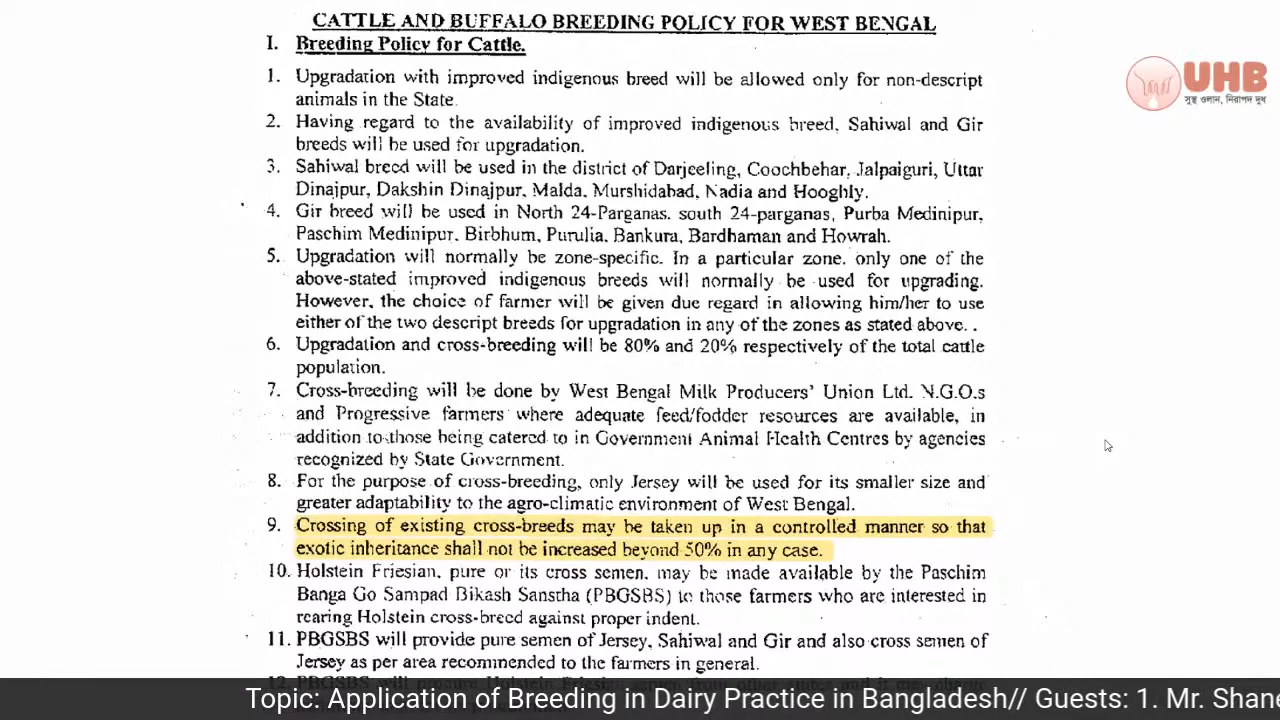 CATTLE AND BUFFALO BREEDING POLICY FOR WEST BENGAL
I. Breeding Policy for Cattle.
1. Upgradation with improved indigenous breed will be allowed only for non-descript
animals in the State.
2. Having regard to the availability of improved indigenous breed, Sahiwal and Gir
breeds will be used for upgradation.
3. Sahiwal breed will be used in the district of Darjeeling, Coochbehar, Jalpaiguri, Uttar
Dinajpur, Dakshin Dinajpur, Malda, Murshidabad, Nadia and Hooghly.
4. Gir breed will be used in North 24-Parganas. south 24-parganas, Purba Medinipur,
Paschim Medinipur. Birbhum, Purulia, Bankura, Bardhaman and Howrah.
5. Upgradation will normally be zone-specific. In a particular zone. only one of the
above-stated improved indigenous breeds will normally be used for upgrading.
However, the choice of farmer will be given due regard in allowing him/her to use
either of the two descript breeds for upgradation in any of the zones as stated above. .
6. Upgradation and cross-breeding will be 80% and 20% respectively of the total cattle
population.
7. Cross-breeding will be done by West Bengal Milk Producers' Union Ltd. N.G.O.s
and Progressive farmers where adequate feed/fodder resources are available, in
addition to those being catered to in Government Animal Health Centres by agencies
recognized by State Government.
8. For the purpose of cross-breeding, only Jersey will be used for its smaller size and
greater adaptability to the agro-climatic environment of West Bengal.
9. Crossing of existing cross-breeds may be taken up in a controlled manner so that
exotic inheritance shall not be increased beyond 50% in any case.
10. Holstein Friesian, pure or its cross semen, may be made available by the Paschim
Banga Go Sampad Bikash Sanstha (PBGSBS) to those farmers who are interested in
rearing Holstein cross-breed against proper indent.
11. PBGSBS will provide pure semen of Jersey, Sahiwal and Gir and also cross semen of
Jersey as per area recommended to the farmers in general.
UHB
সুস্থ ওলান, নিরাপদ দুধ
Topic: Application of Breeding in Dairy Practice in Bangladesh// Guests: 1. Mr. Shane